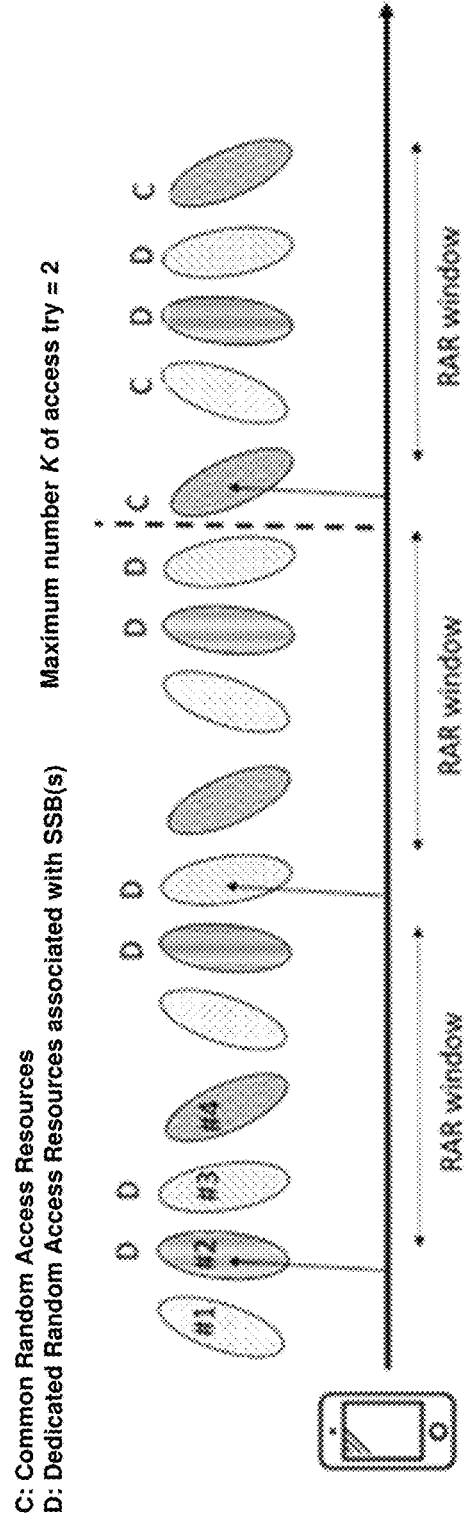 C: Common Random Access Resources
D: Dedicated Random Access Resources associated with SSB(s)
Maximum number K of access try = 2
D D D D D D C C D D C
#1 #2 #3 #4
RAR window RAR window RAR window